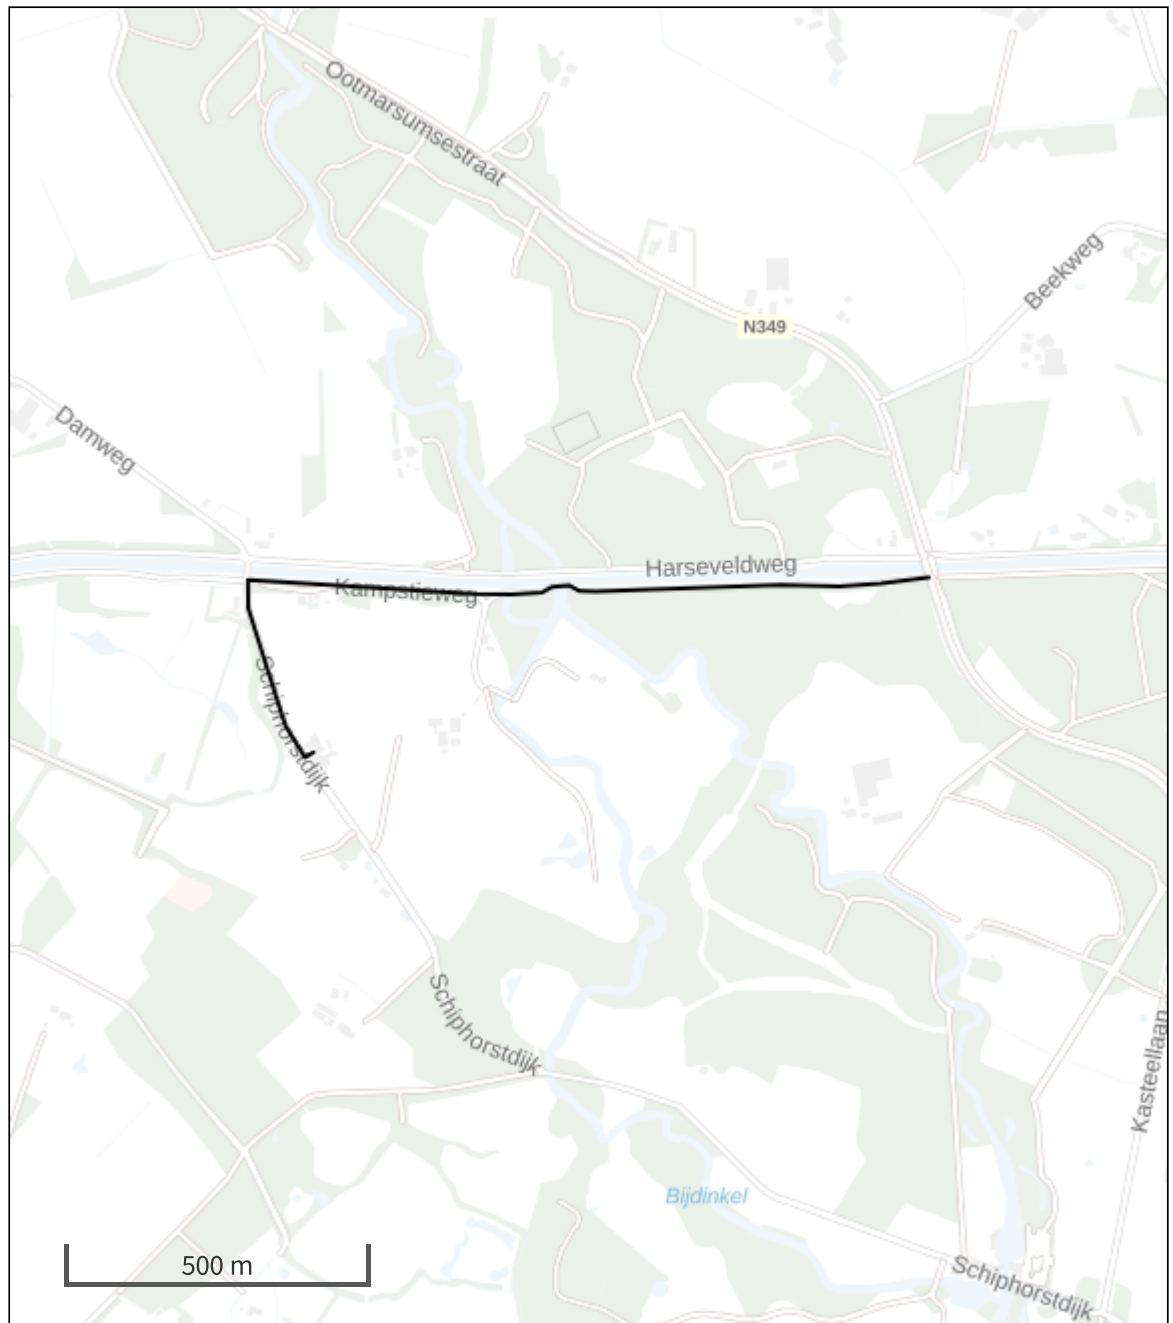 Ootmarsumsestraat
Beekweg
N349
Damweg
Harseveldweg
Kampstieweg
Schiphorstdijk
Schiphorstdijk
Kasteellaan
Bijdinkel
500 m
Schiphorstdijk